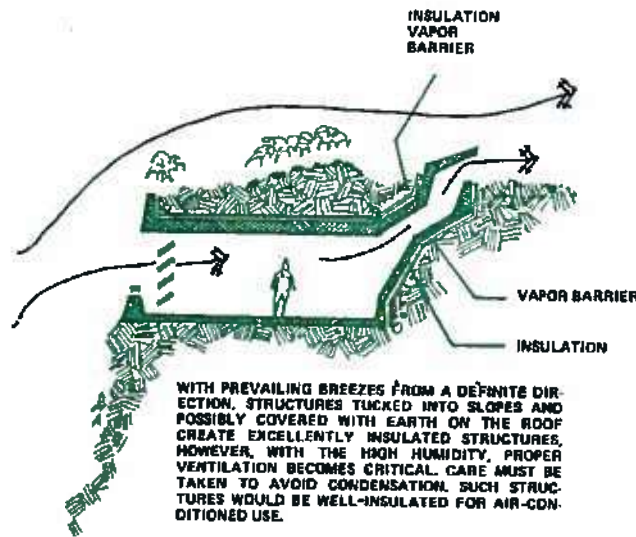 INSULATION
VAPOR
BARRIER
VAPOR BARRIER
INSULATION
WITH PREVAILING BREEZES FROM A DEFINITE DIR-
ECTION, STRUCTURES TUCKED INTO SLOPES AND
POSSIBLY COVERED WITH EARTH ON THE ROOF
CREATE EXCELLENTLY INSULATED STRUCTURES,
HOWEVER, WITH THE HIGH HUMIDITY, PROPER
VENTILATION BECOMES CRITICAL. CARE MUST BE
TAKEN TO AVOID CONDENSATION. SUCH STRUC-
TURES WOULD BE WELL-INSULATED FOR AIR-CON-
DITIONED USE.